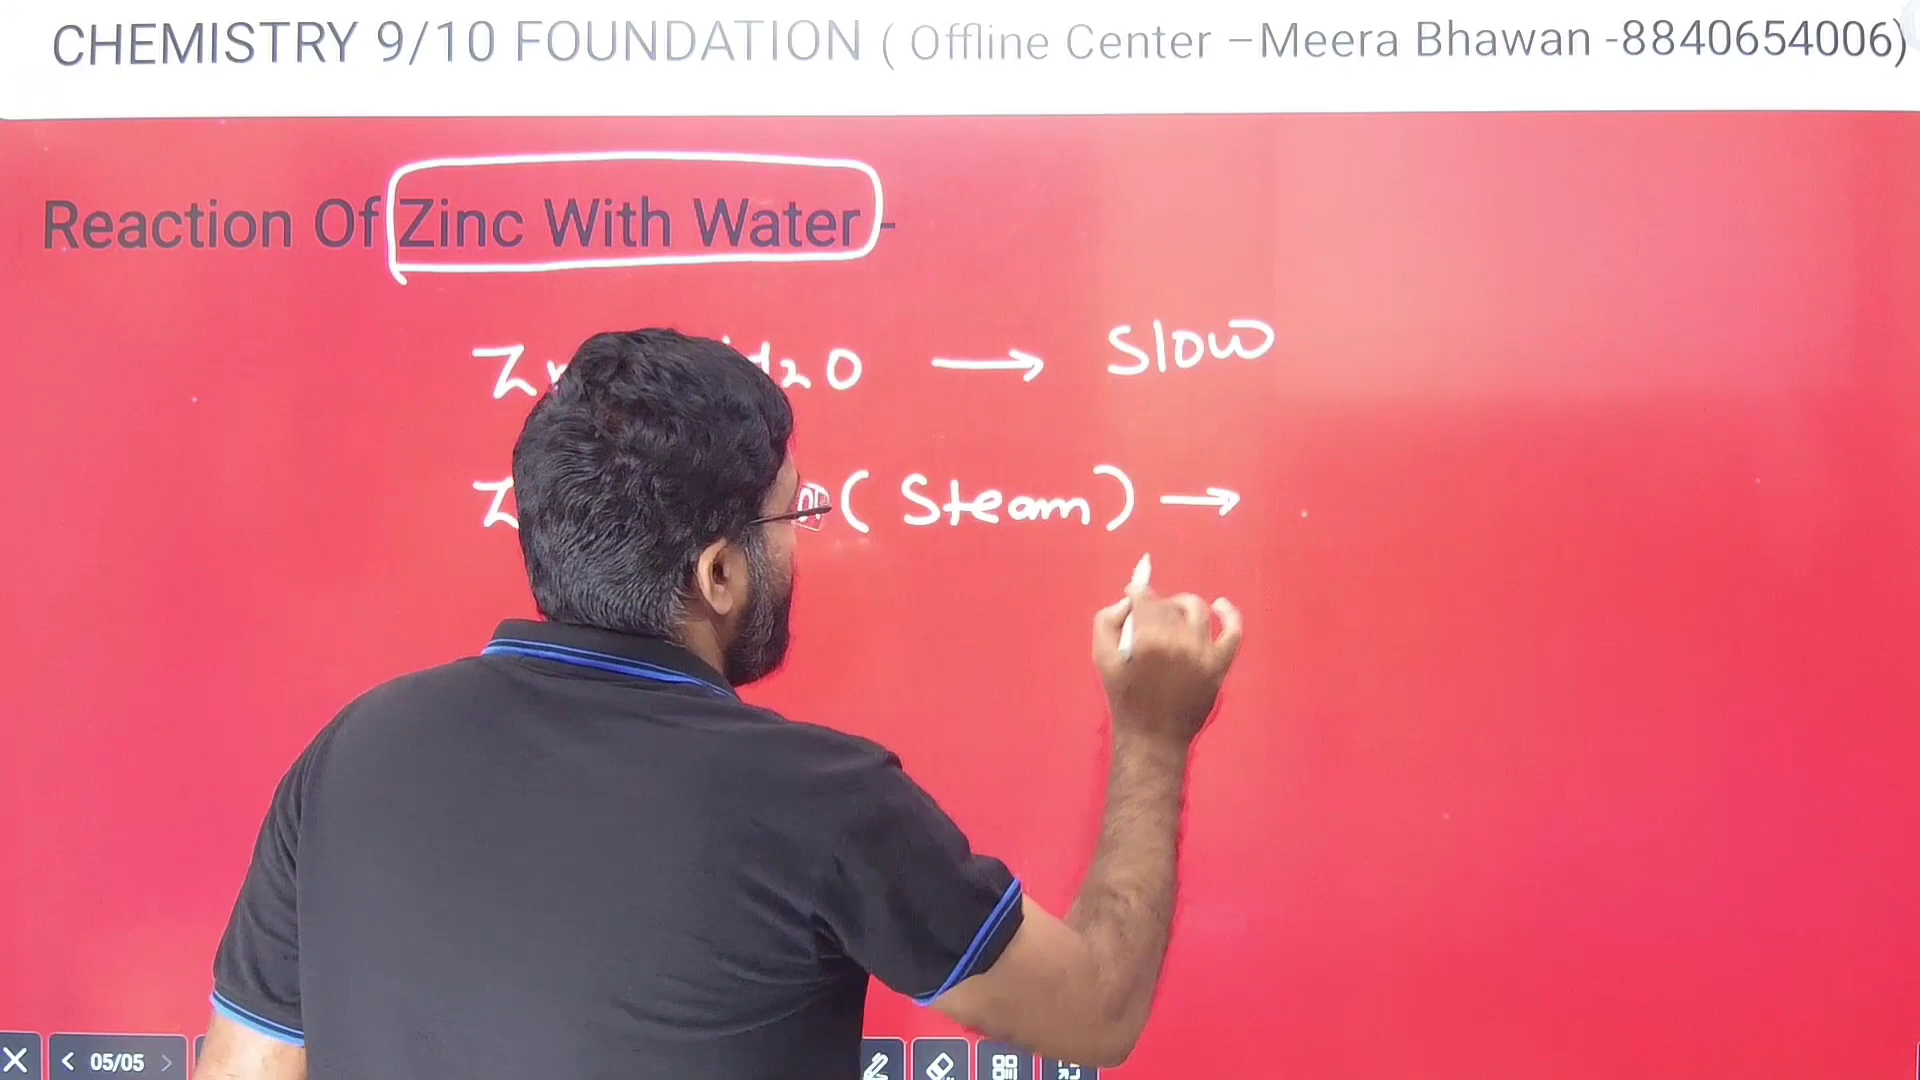 CHEMISTRY 9/10 FOUNDATION ( Offline Center –Meera Bhawan -8840654006)
Reaction Of Zinc With Water -
→ Slow
(Steam) →
05/05